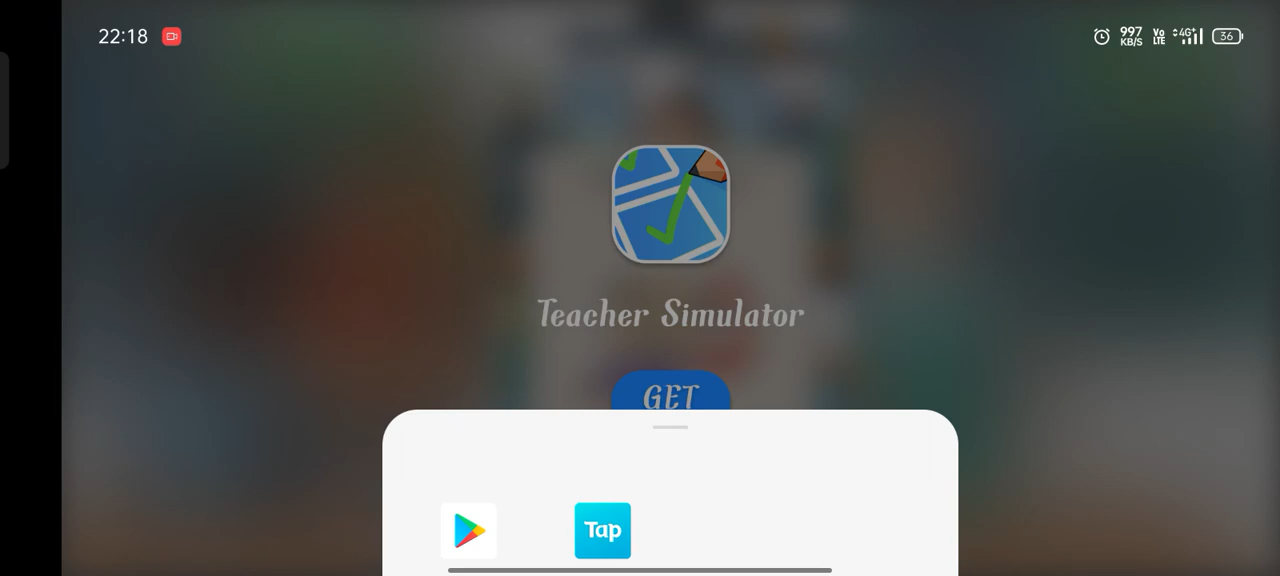 22:18
997 KB/S Vo LTE 4G+ 36
Teacher Simulator
GET
Tap